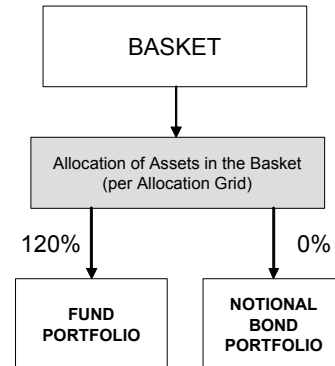 BASKET
Allocation of Assets in the Basket
(per Allocation Grid)
120%
0%
FUND
PORTFOLIO
NOTIONAL
BOND
PORTFOLIO